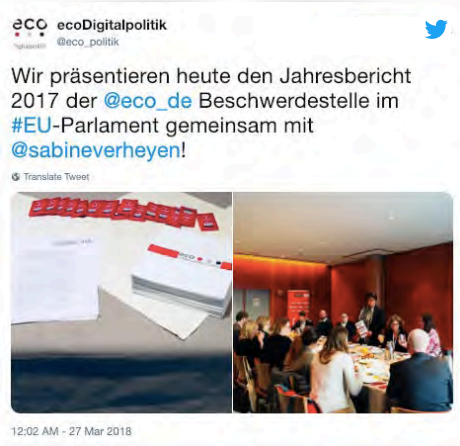 eco
ecoDigitalpolitik
@eco_politik
Wir präsentieren heute den Jahresbericht
2017 der @eco_de Beschwerdestelle im
#EU-Parlament gemeinsam mit
@sabineverheyen!
Translate Tweet
eco
12:02 AM - 27 Mar 2018